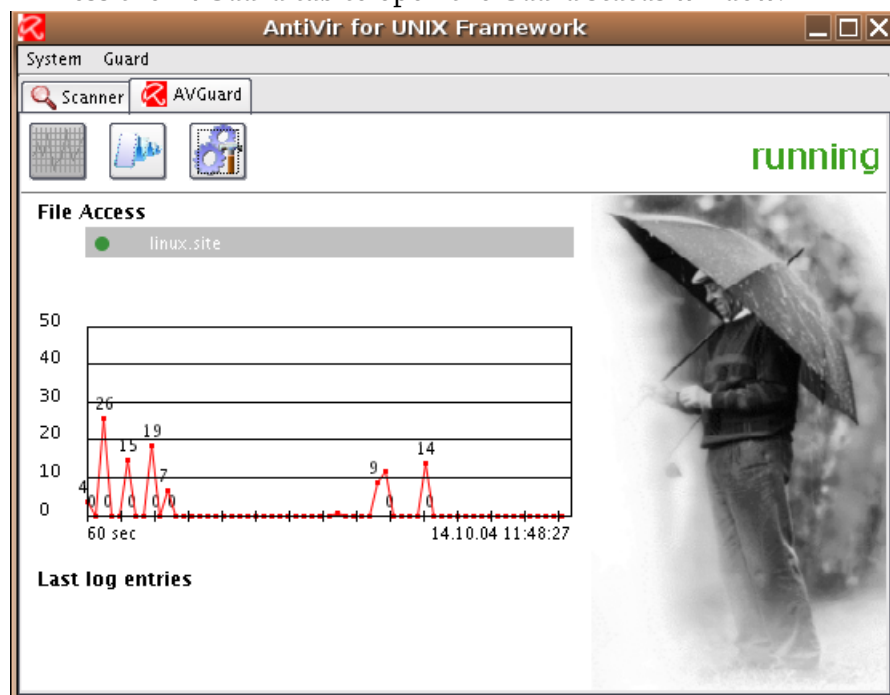 AntiVir for UNIX Framework
System Guard
Scanner AVGuard
running
File Access
linux.site
50
40
30
26
20
19
15
14
10
9
7
4
0 0 0 0 0 0 0
0
60 sec 14.10.04 11:48:27
Last log entries